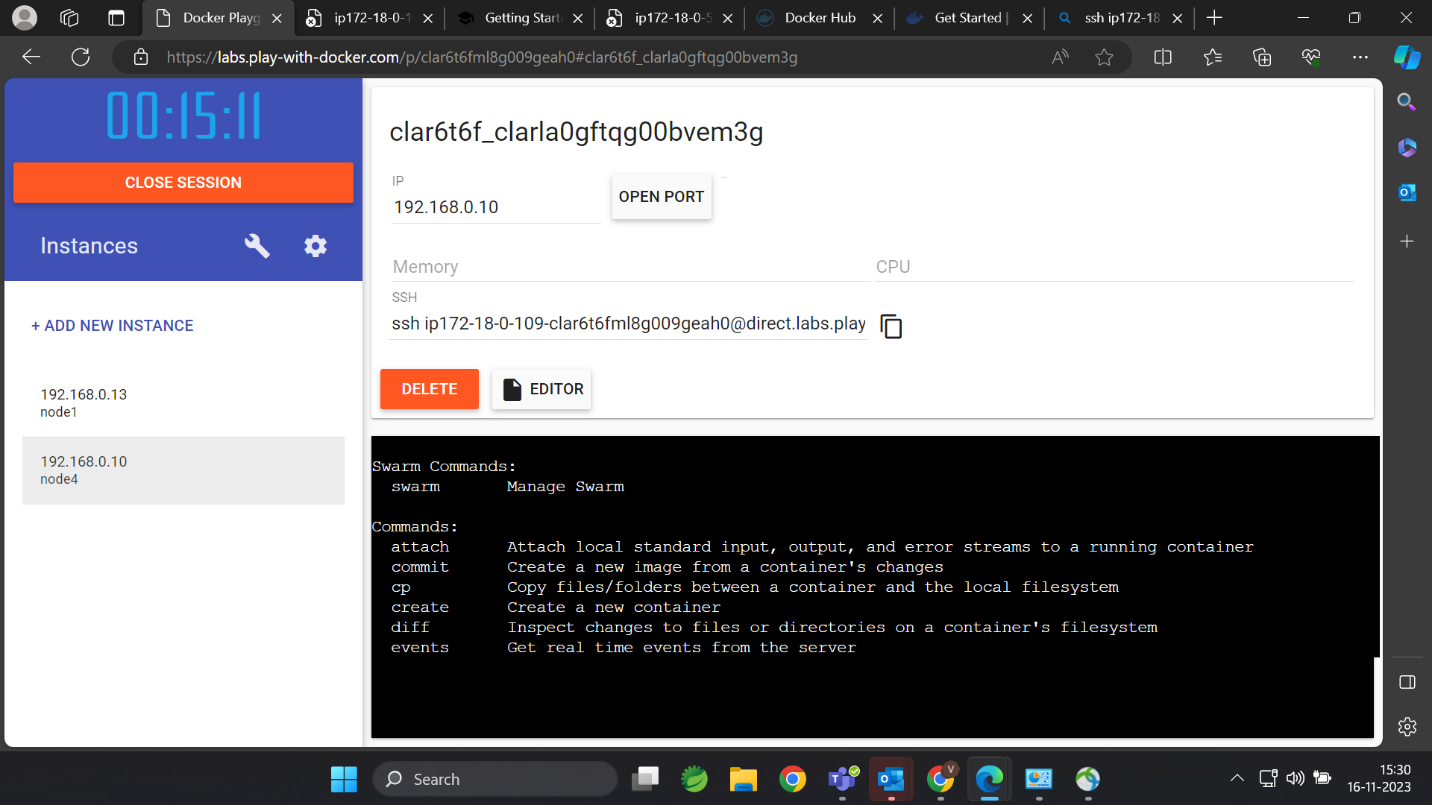 Docker Playg
ip172-18-0-1
Getting Start
ip172-18-0-5
Docker Hub
Get Started |
ssh ip172-18
https://labs.play-with-docker.com/p/clar6t6fml8g009geah0#clar6t6f_clarla0gftqg00bvem3g
00:15:11
CLOSE SESSION
Instances
+ ADD NEW INSTANCE
192.168.0.13
node1
192.168.0.10
node4
clar6t6f_clarla0gftqg00bvem3g
IP
192.168.0.10
OPEN PORT
Memory
CPU
SSH
ssh ip172-18-0-109-clar6t6fml8g009geah0@direct.labs.play
DELETE
EDITOR
Swarm Commands:
swarm Manage Swarm
Commands:
attach Attach local standard input, output, and error streams to a running container
commit Create a new image from a container's changes
cp Copy files/folders between a container and the local filesystem
create Create a new container
diff Inspect changes to files or directories on a container's filesystem
events Get real time events from the server
Search
15:30
16-11-2023